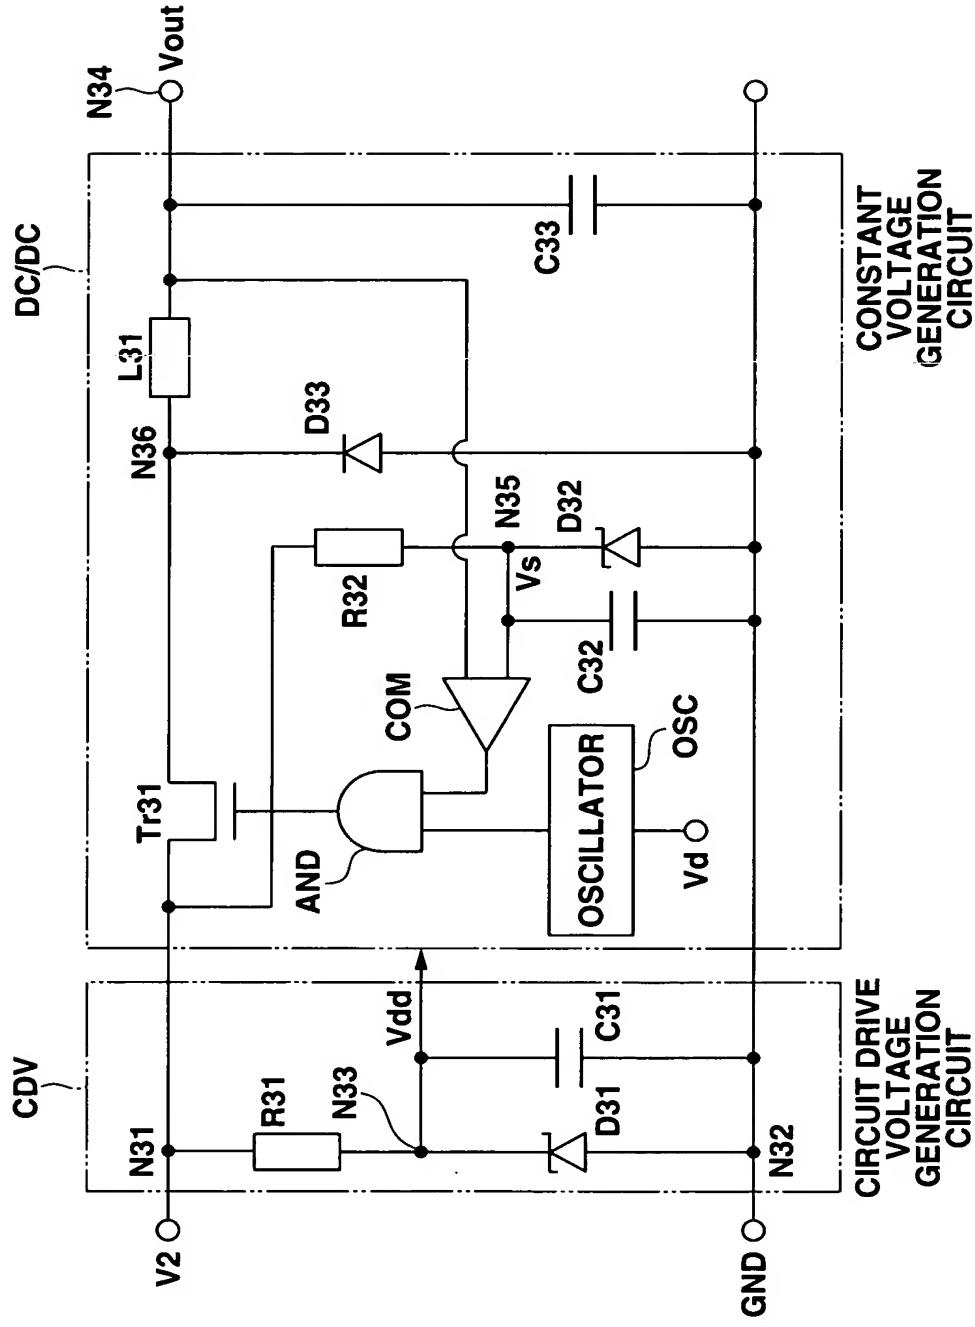 CDV
DC/DC
N34
Vout
V2
N31
R31
N33
Vdd
D31
C31
N32
GND
CIRCUIT DRIVE
VOLTAGE
GENERATION
CIRCUIT
Tr31
AND
COM
OSCILLATOR
OSC
Vd
R32
N35
Vs
C32
D32
N36
D33
L31
C33
CONSTANT
VOLTAGE
GENERATION
CIRCUIT